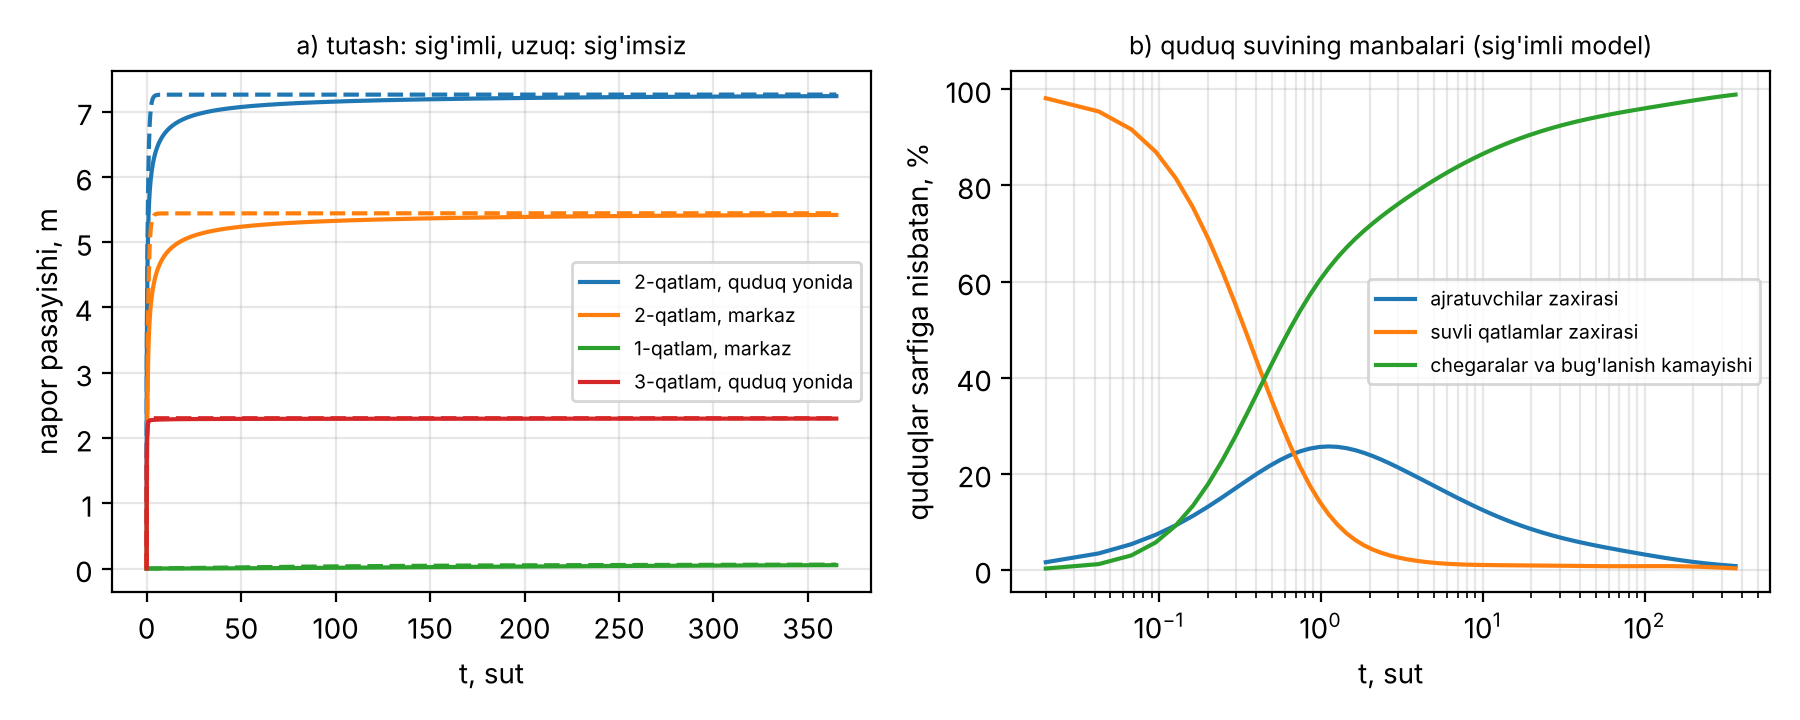 a) tutash: sig'imli, uzuq: sig'imsiz
napor pasayishi, m
7
6
5
4
3
2
1
0
2-qatlam, quduq yonida
2-qatlam, markaz
1-qatlam, markaz
3-qatlam, quduq yonida
0 50 100 150 200 250 300 350
t, sut
b) quduq suvining manbalari (sig'imli model)
quduqlar sarfiga nisbatan, %
100
80
60
40
20
0
ajratuvchilar zaxirasi
suvli qatlamlar zaxirasi
chegaralar va bug'lanish kamayishi
10⁻¹ 10⁰ 10¹ 10²
t, sut